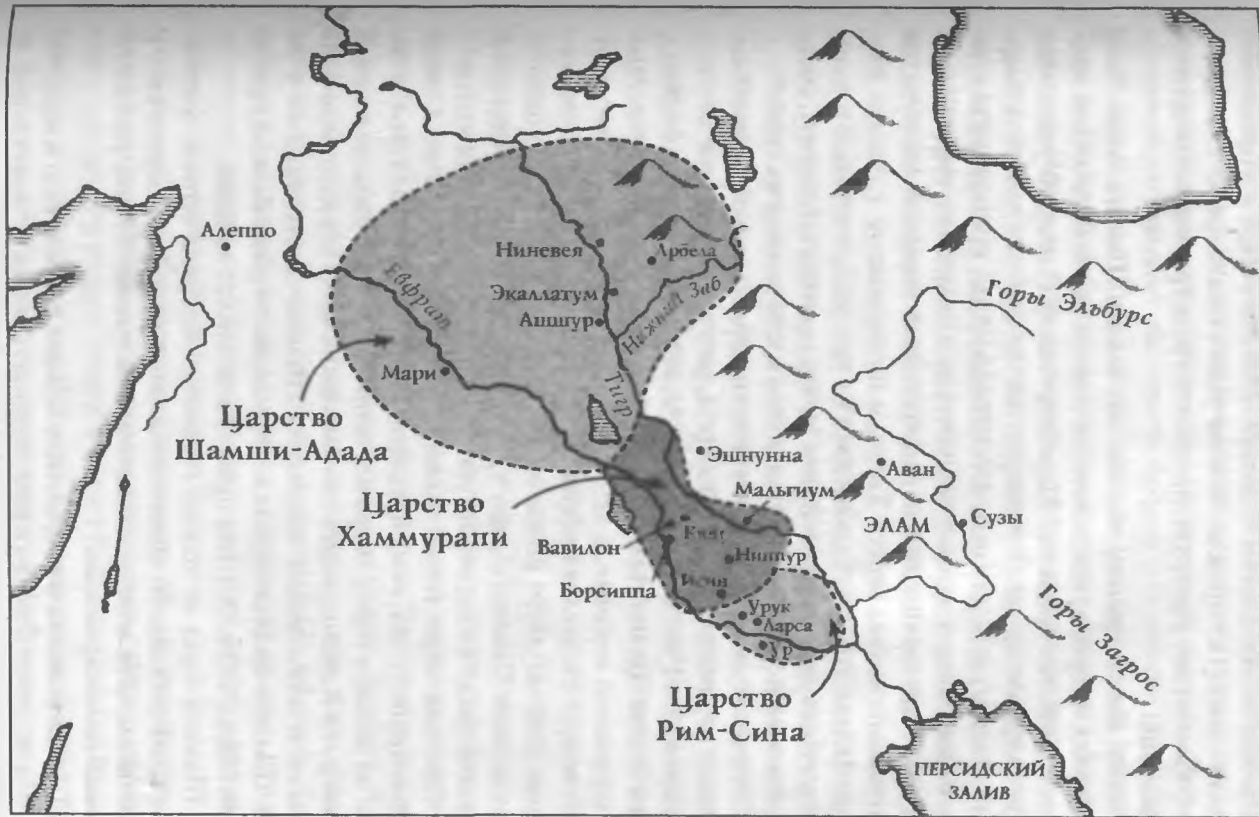 Алеппо
Ниневея
Арбела
Экаллатум
Ашшур
Нижний Заб
Евфрат
Мари
Тигр
Горы Эльбурс
Царство
Шамши-Адада
Эшнунна
Аван
Мальгиум
Царство
Хаммурапи
ЭЛАМ
Сузы
Вавилон
Киш
Ниппур
Борсиппа
Исин
Урук
Ларса
Ур
Горы Загрос
Царство
Рим-Сина
ПЕРСИДСКИЙ
ЗАЛИВ